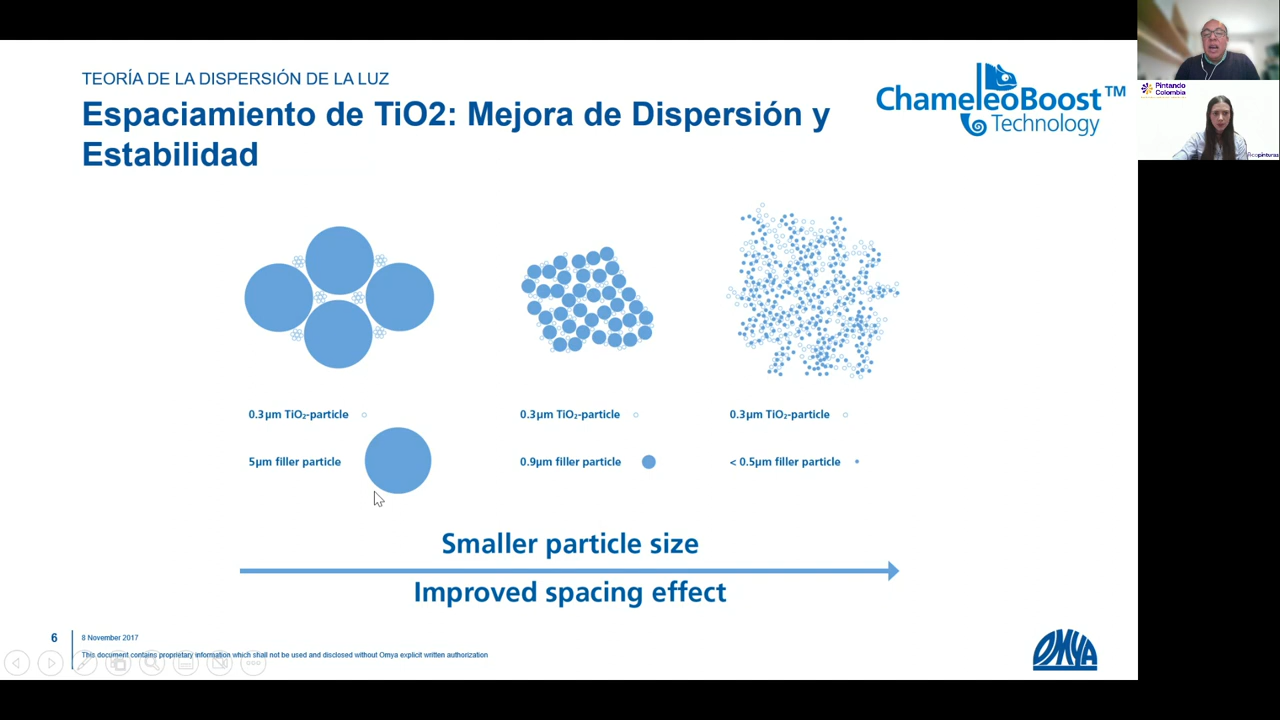 TEORÍA DE LA DISPERSIÓN DE LA LUZ
Espaciamiento de TiO2: Mejora de Dispersión y
Estabilidad
ChameleoBoost™
Technology
Pintando
Colombia
0.3µm TiO₂-particle
5µm filler particle
0.3µm TiO₂-particle
0.9µm filler particle
0.3µm TiO₂-particle
< 0.5µm filler particle
Smaller particle size
Improved spacing effect
6
8 November 2017
This document contains proprietary information which shall not be used and disclosed without Omya explicit written authorization
OMYA